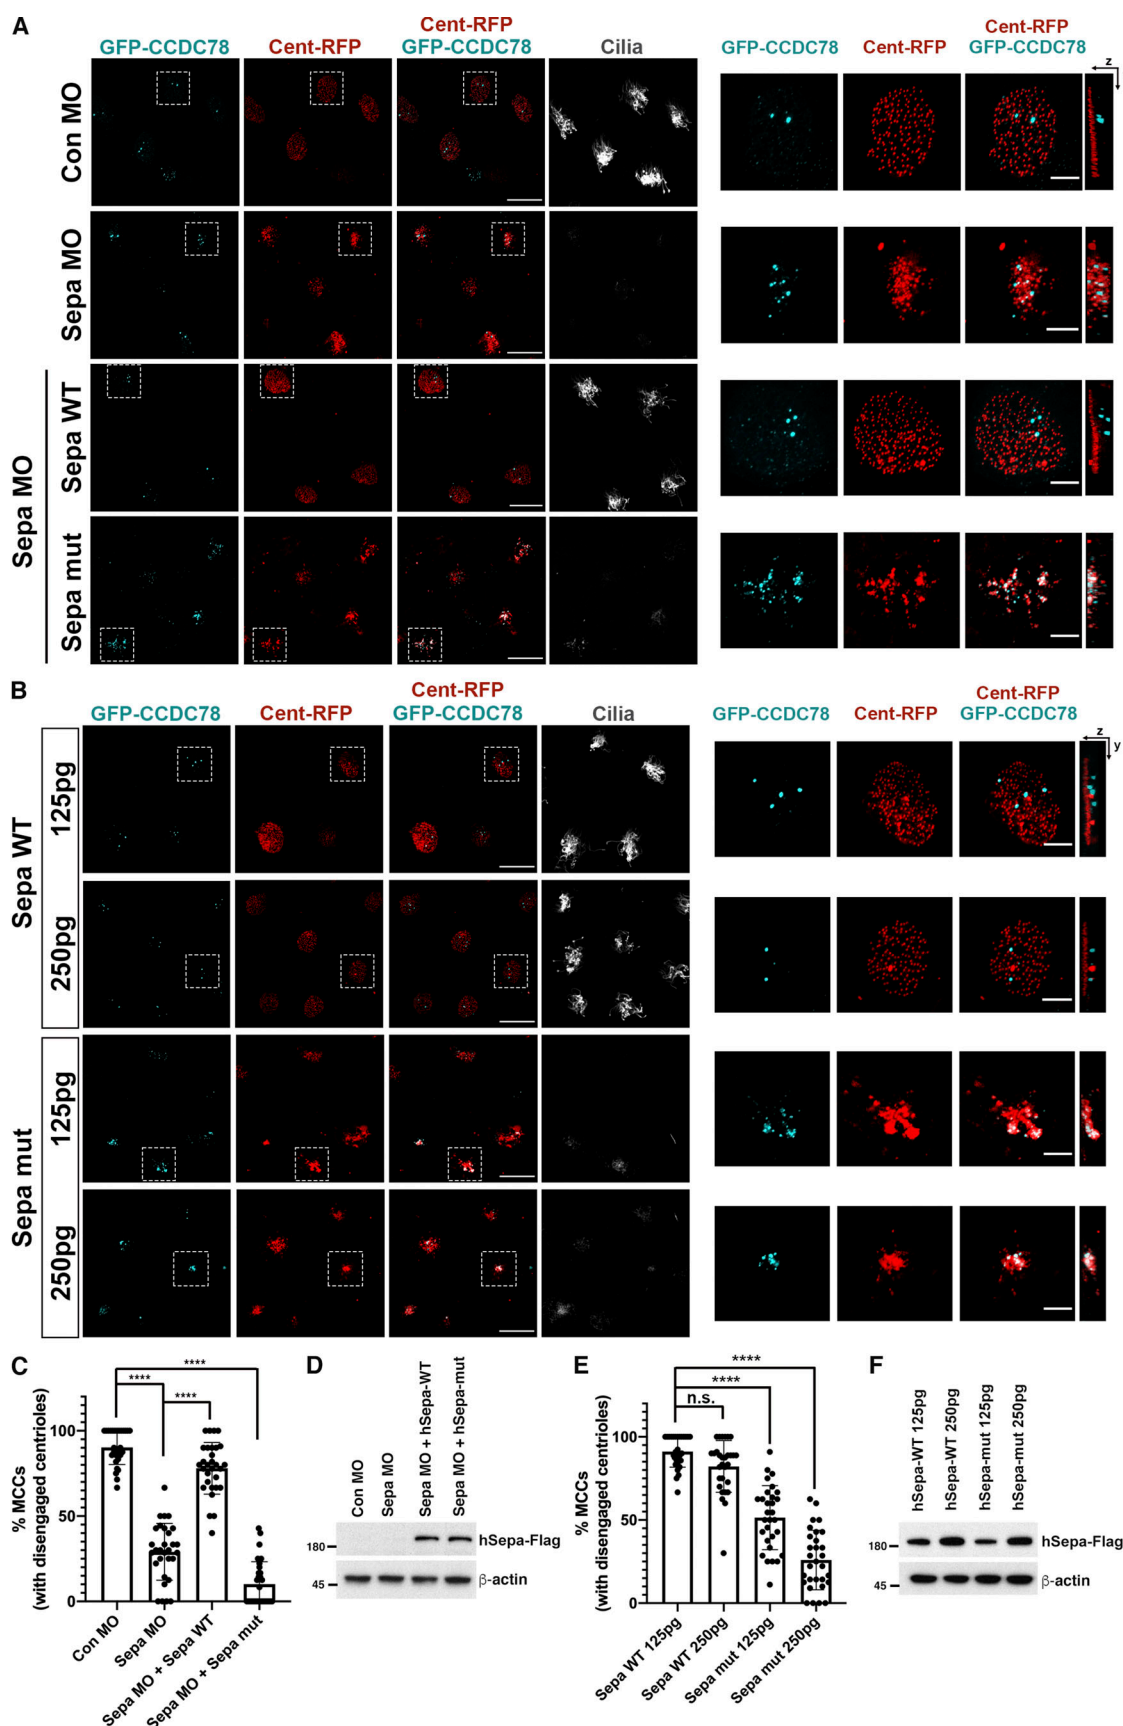 A
Cent-RFP
GFP-CCDC78 Cent-RFP GFP-CCDC78 Cilia
Cent-RFP
GFP-CCDC78 Cent-RFP GFP-CCDC78
z
Con MO
Sepa MO
Sepa MO
Sepa WT
Sepa mut
B
Cent-RFP
GFP-CCDC78 Cent-RFP GFP-CCDC78 Cilia
Cent-RFP
GFP-CCDC78 Cent-RFP GFP-CCDC78
z
y
Sepa WT
125pg
250pg
Sepa mut
125pg
250pg
C
% MCCs
(with disengaged centrioles)
100
50
0
****
****
****
Con MO
Sepa MO
Sepa MO + Sepa WT
Sepa MO + Sepa mut
D
Con MO
Sepa MO
Sepa MO + hSepa-WT
Sepa MO + hSepa-mut
180
hSepa-Flag
45
β-actin
E
% MCCs
(with disengaged centrioles)
100
50
0
****
****
n.s.
Sepa WT 125pg
Sepa WT 250pg
Sepa mut 125pg
Sepa mut 250pg
F
hSepa-WT 125pg
hSepa-WT 250pg
hSepa-mut 125pg
hSepa-mut 250pg
180
hSepa-Flag
45
β-actin